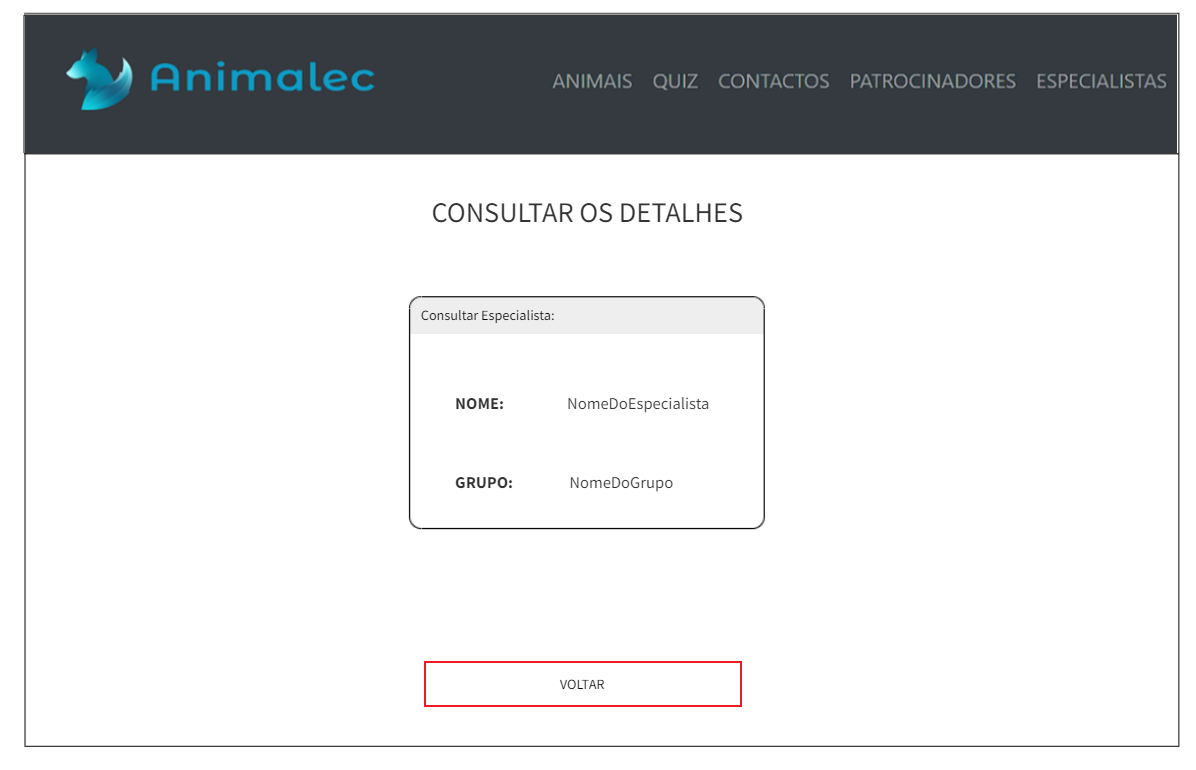 Animalec
ANIMAIS QUIZ CONTACTOS PATROCINADORES ESPECIALISTAS
CONSULTAR OS DETALHES
Consultar Especialista:
NOME: NomeDoEspecialista
GRUPO: NomeDoGrupo
VOLTAR